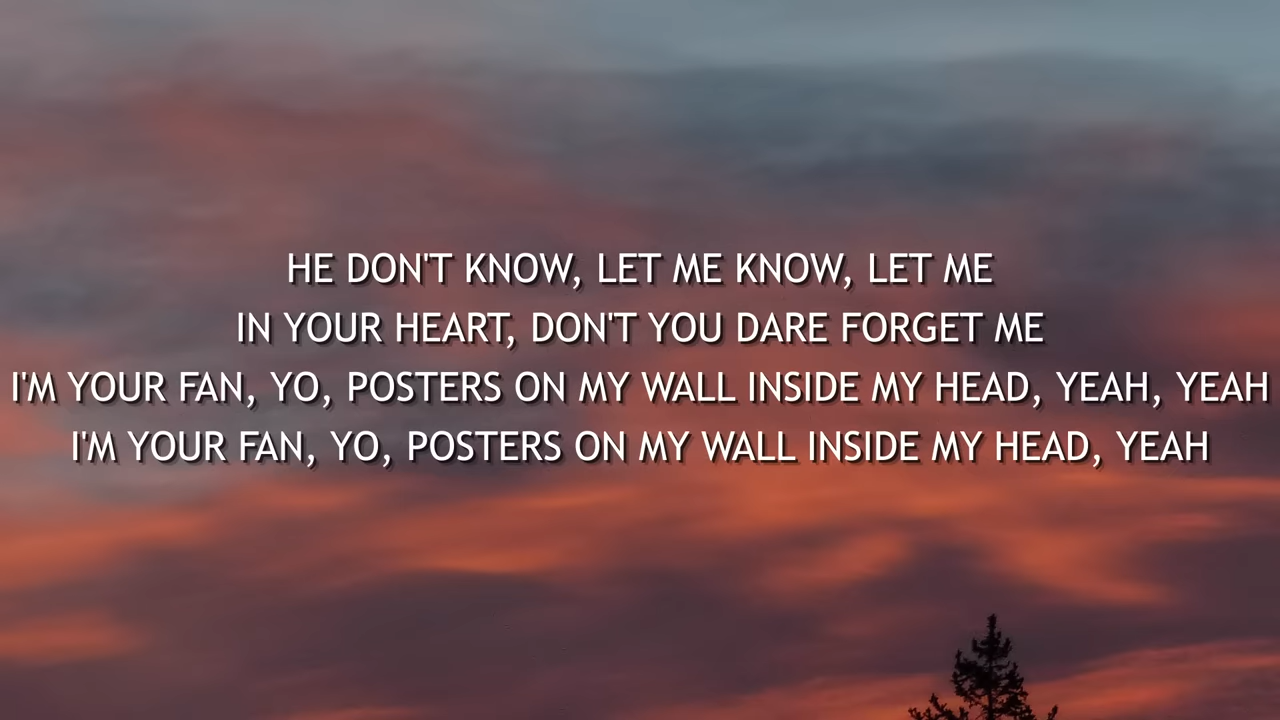 HE DON'T KNOW, LET ME KNOW, LET ME
IN YOUR HEART, DON'T YOU DARE FORGET ME
I'M YOUR FAN, YO, POSTERS ON MY WALL INSIDE MY HEAD, YEAH, YEAH
I'M YOUR FAN, YO, POSTERS ON MY WALL INSIDE MY HEAD, YEAH